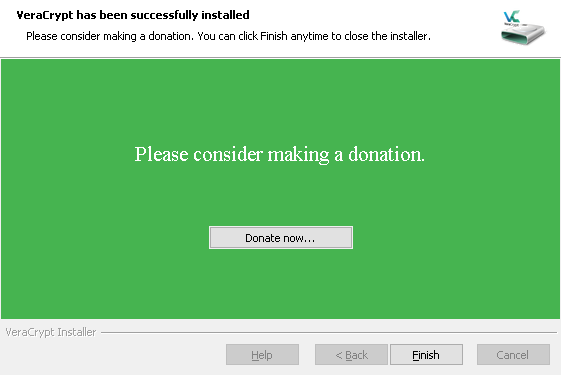 VeraCrypt has been successfully installed
Please consider making a donation. You can click Finish anytime to close the installer.
VC
Please consider making a donation.
Donate now...
VeraCrypt Installer
Help
< Back
Finish
Cancel